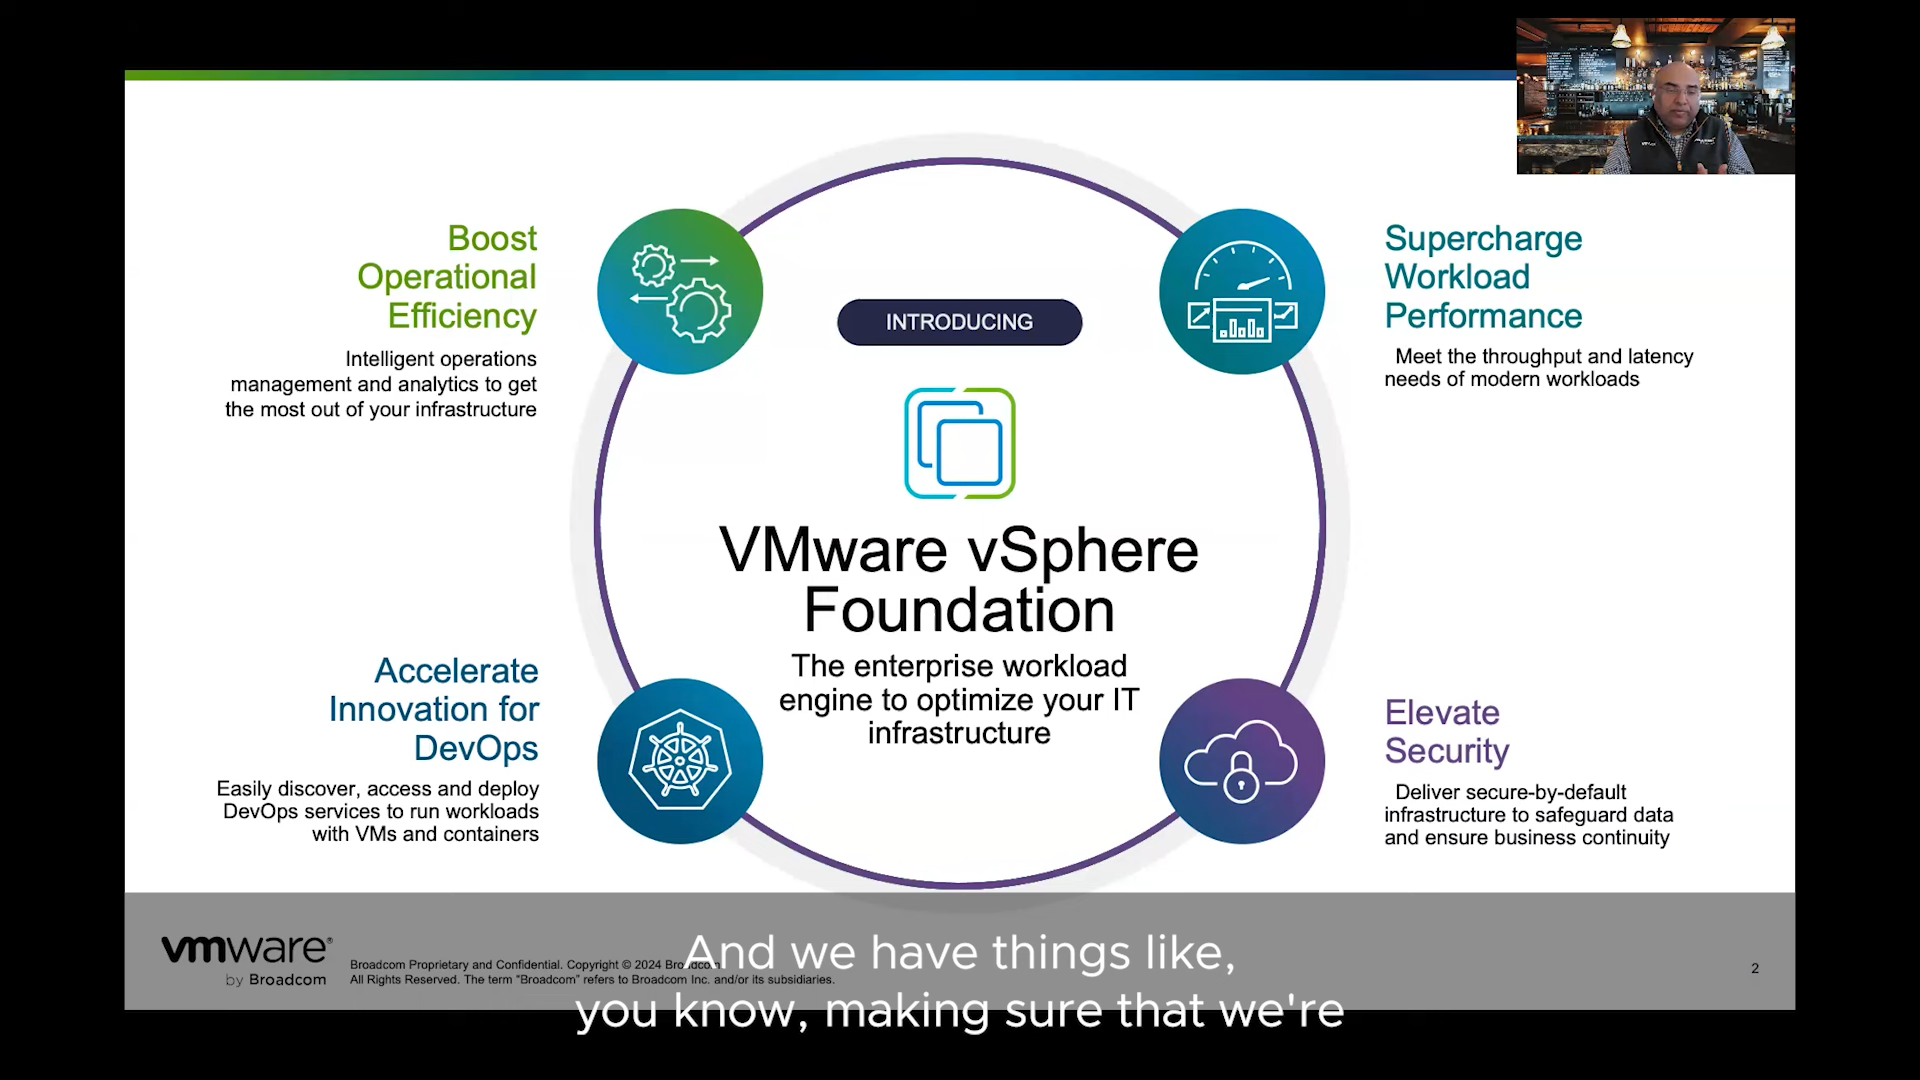 Boost
Operational
Efficiency
Intelligent operations
management and analytics to get
the most out of your infrastructure
Supercharge
Workload
Performance
Meet the throughput and latency
needs of modern workloads
INTRODUCING
VMware vSphere
Foundation
The enterprise workload
engine to optimize your IT
infrastructure
Accelerate
Innovation for
DevOps
Easily discover, access and deploy
DevOps services to run workloads
with VMs and containers
Elevate
Security
Deliver secure-by-default
infrastructure to safeguard data
and ensure business continuity
vmware®
by Broadcom
Broadcom Proprietary and Confidential. Copyright © 2024 Broadcom.
All Rights Reserved. The term “Broadcom” refers to Broadcom Inc. and/or its subsidiaries.
2
And we have things like,
you know, making sure that we're